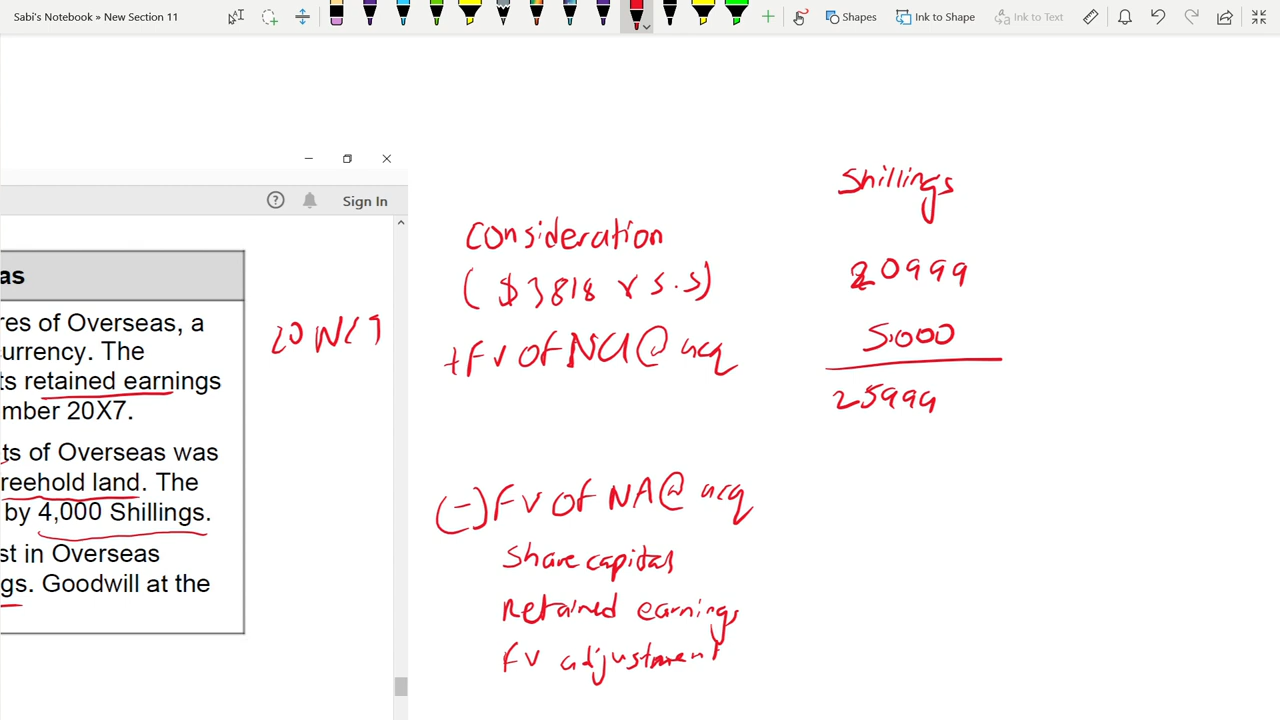 Sabi's Notebook » New Section 11
Shapes
Ink to Shape
Ink to Text
Sign In
as
res of Overseas, a
urrency. The
ts retained earnings
mber 20X7.
ts of Overseas was
reehold land. The
by 4,000 Shillings.
st in Overseas
gs. Goodwill at the
Shillings
Consideration
($3818 x 5.5)
20999
+FV of NCI @ acq
5,000
25999
(-) FV of NA @ acq
Share capital
Retained earnings
FV adjustment